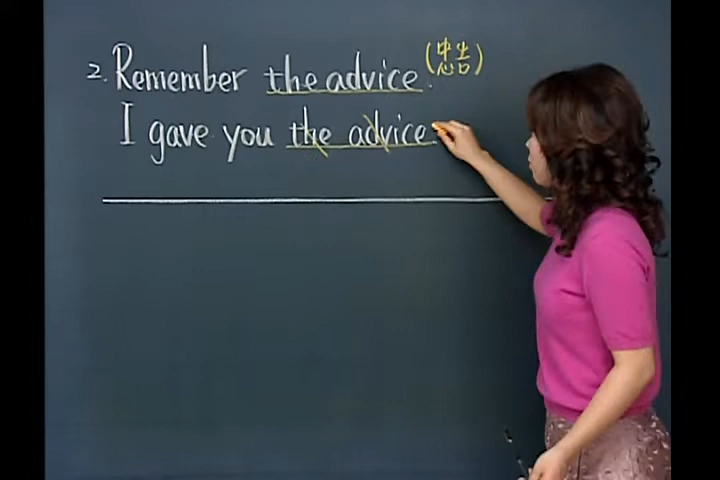 2. Remember the advice. (忠告)
I gave you the advice.